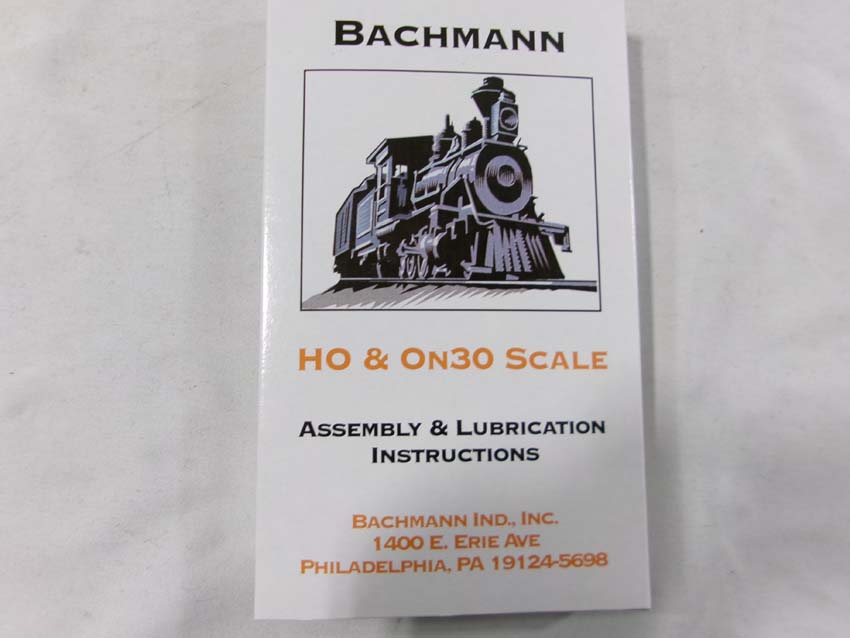 BACHMANN
HO & ON30 SCALE
ASSEMBLY & LUBRICATION
INSTRUCTIONS
BACHMANN IND., INC.
1400 E. ERIE AVE
PHILADELPHIA, PA 19124-5698